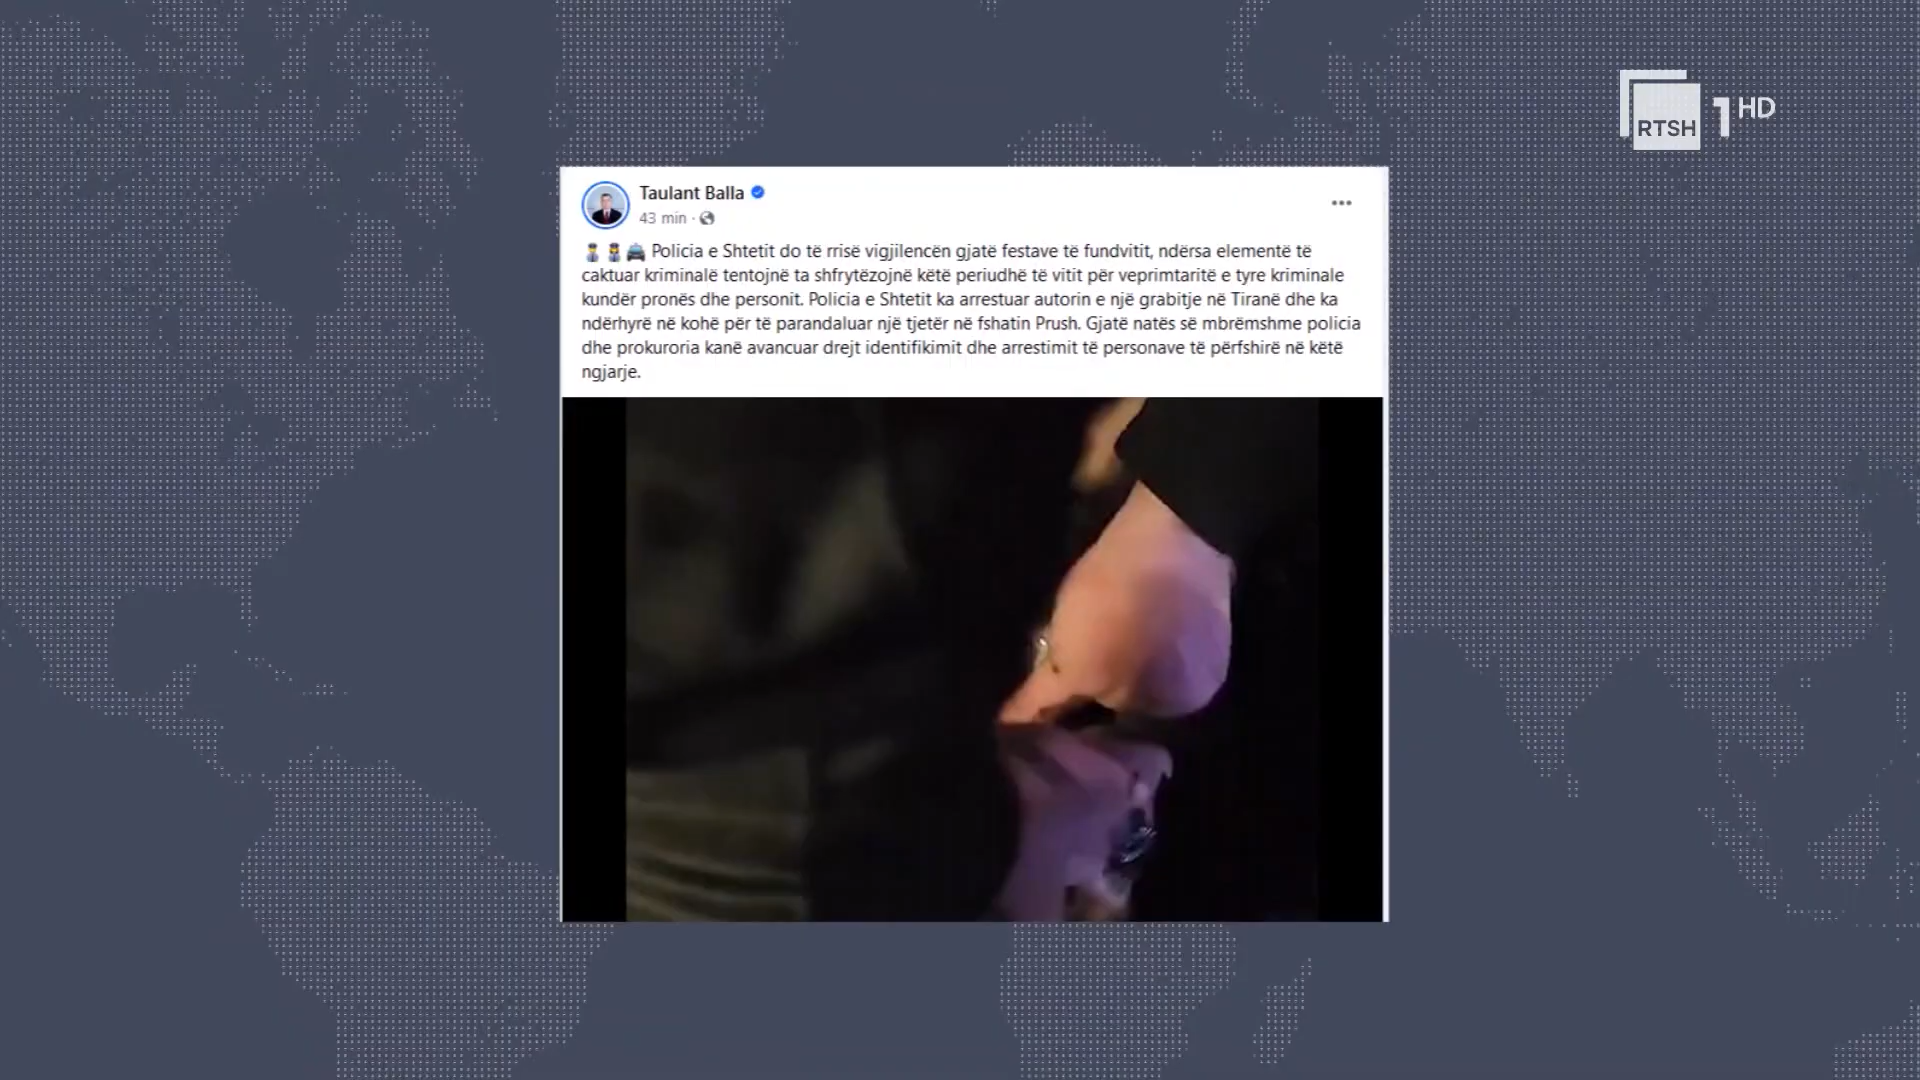 RTSH 1 HD
Taulant Balla
43 min ·
Policia e Shtetit do të rrisë vigjilencën gjatë festave të fundvitit, ndërsa elementë të
caktuar kriminalë tentojnë ta shfrytëzojnë këtë periudhë të vitit për veprimtaritë e tyre kriminale
kundër pronës dhe personit. Policia e Shtetit ka arrestuar autorin e një grabitje në Tiranë dhe ka
ndërhyrë në kohë për të parandaluar një tjetër në fshatin Prush. Gjatë natës së mbrëmshme policia
dhe prokuroria kanë avancuar drejt identifikimit dhe arrestimit të personave të përfshirë në këtë
ngjarje.